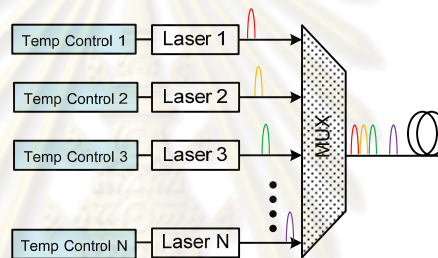 Temp Control 1
Laser 1
Temp Control 2
Laser 2
Temp Control 3
Laser 3
Temp Control N
Laser N
MUX